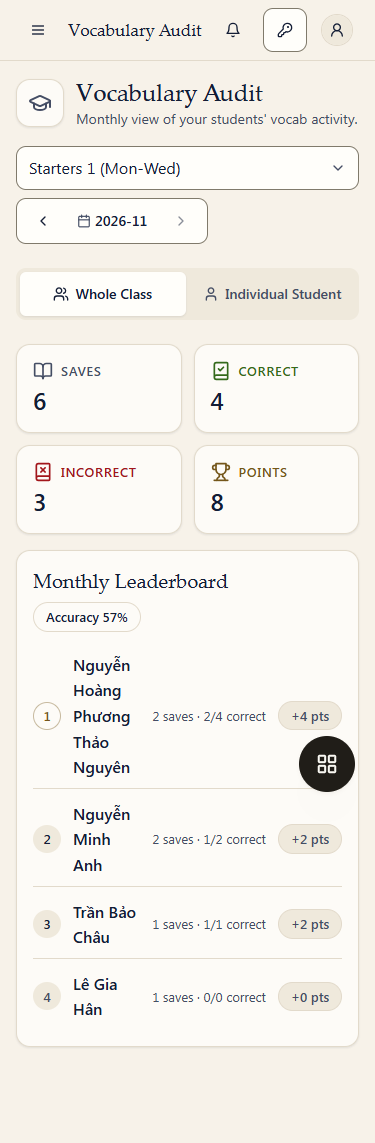 Vocabulary Audit
Vocabulary Audit
Monthly view of your students' vocab activity.
Starters 1 (Mon-Wed)
2026-11
Whole Class
Individual Student
SAVES
6
CORRECT
4
INCORRECT
3
POINTS
8
Monthly Leaderboard
Accuracy 57%
1
Nguyễn
Hoàng
Phương
Thảo
Nguyên
2 saves · 2/4 correct
+4 pts
2
Nguyễn
Minh
Anh
2 saves · 1/2 correct
+2 pts
3
Trần Bảo
Châu
1 saves · 1/1 correct
+2 pts
4
Lê Gia
Hân
1 saves · 0/0 correct
+0 pts